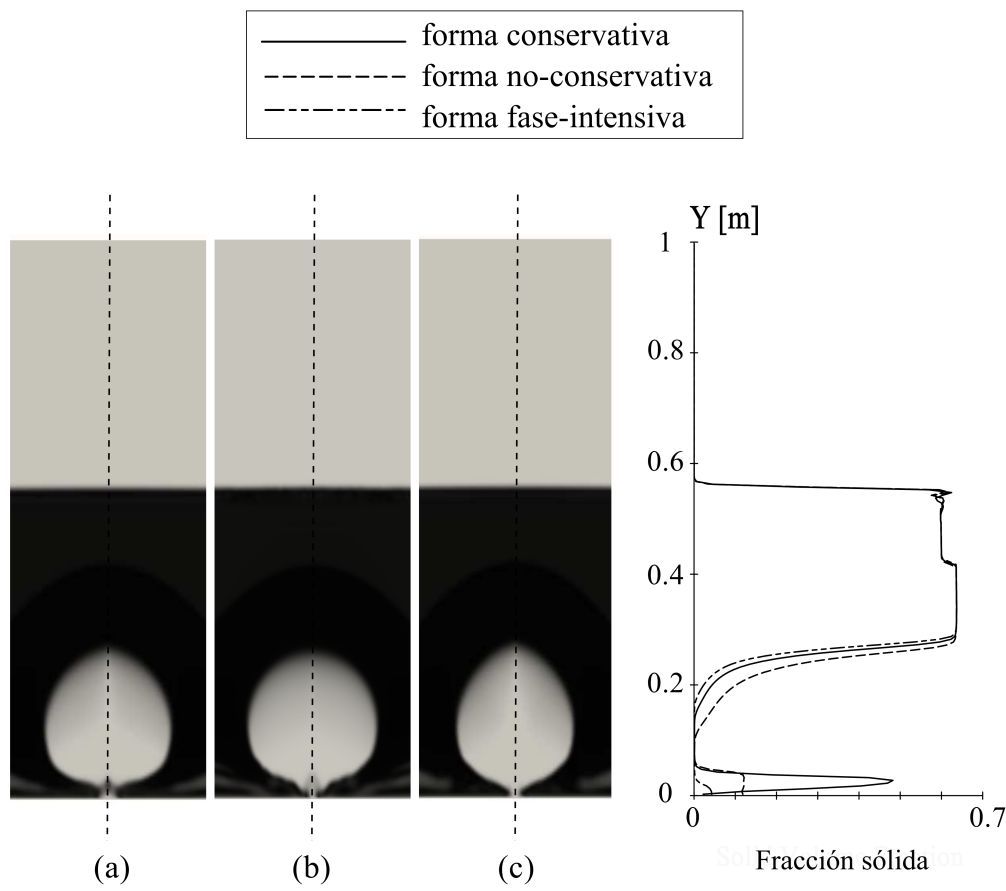 forma conservativa
forma no-conservativa
forma fase-intensiva
Y [m]
1
0.8
0.6
0.4
0.2
0
0 0.7
Fracción sólida
(a) (b) (c)